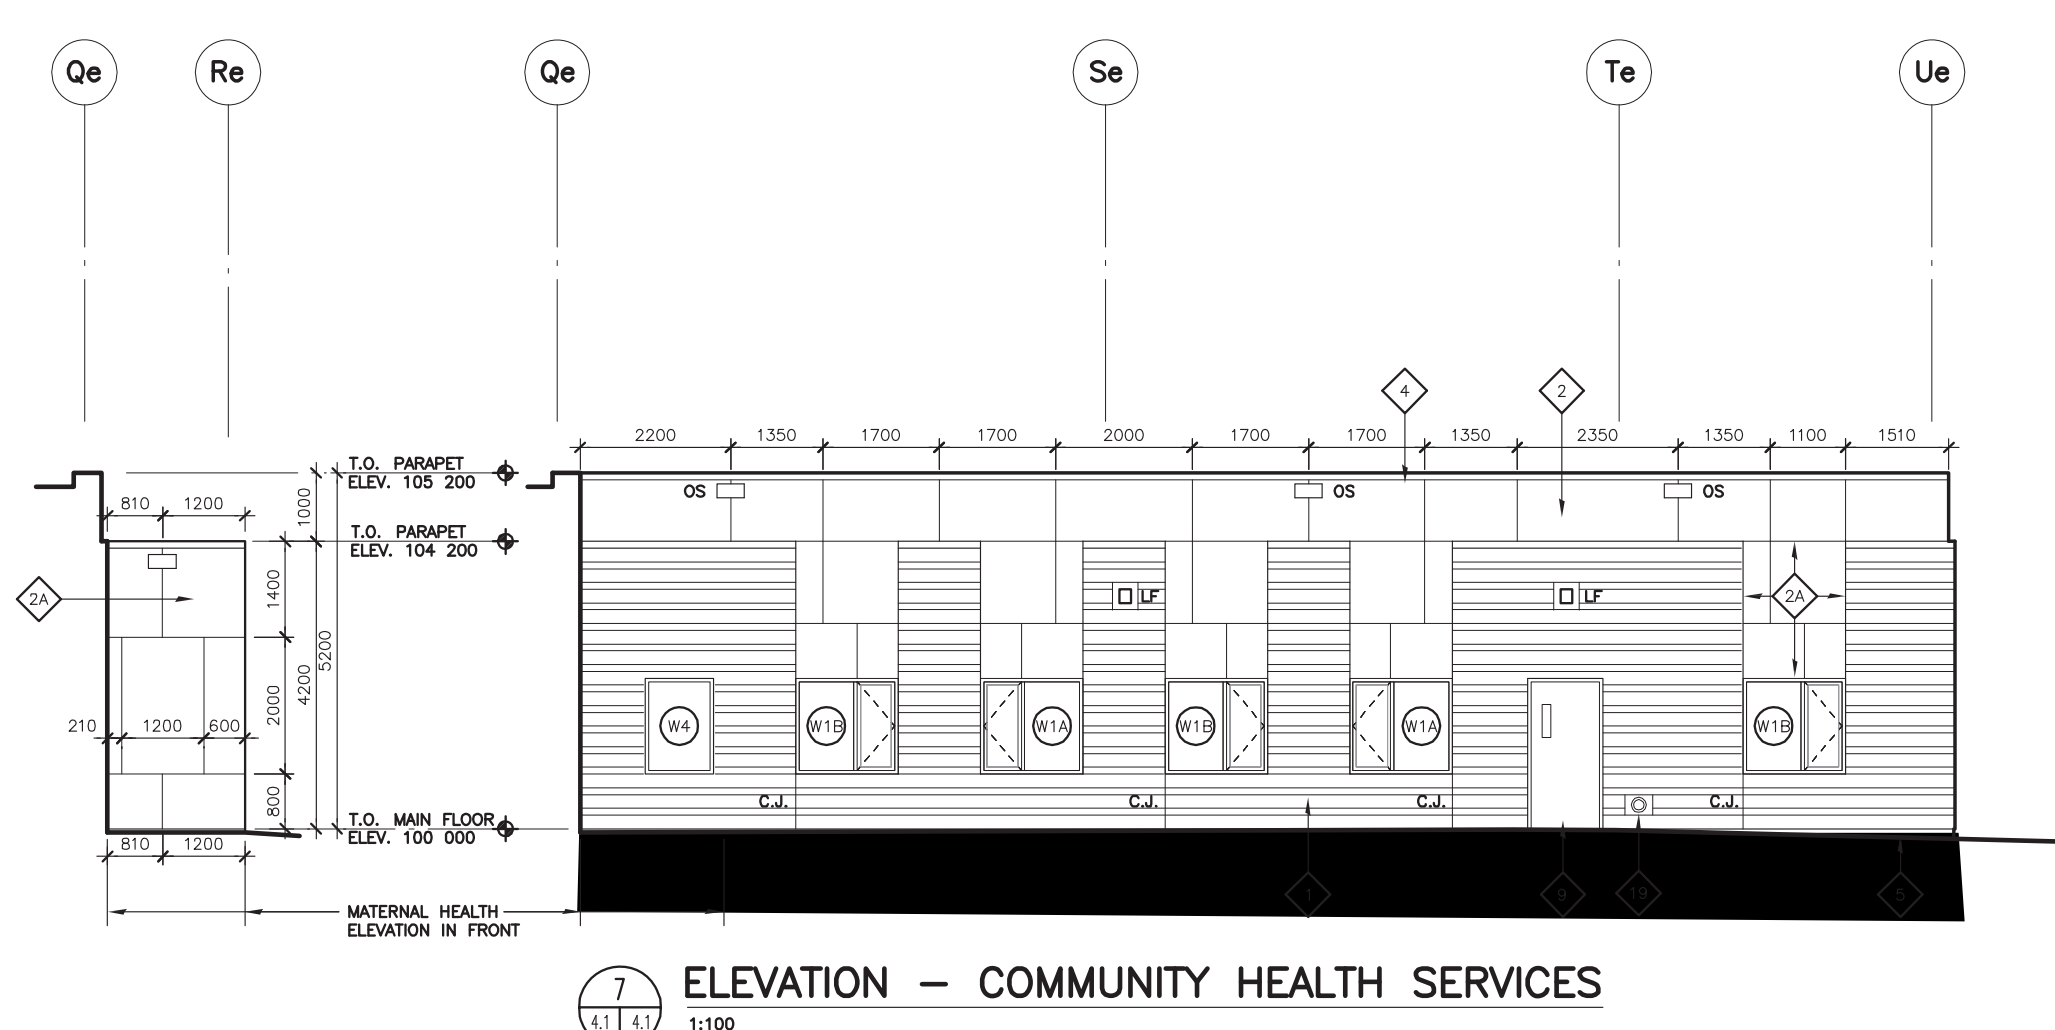 Qe Re Qe Se Te Ue
4 2
2200 1350 1700 1700 2000 1700 1700 1350 2350 1350 1100 1510
T.O. PARAPET
ELEV. 105 200
OS OS OS
810 1200 1000
T.O. PARAPET
ELEV. 104 200
2A 1400 LF LF 2A
5200
4200
2000
210 1200 600 W4 W1B W1A W1B W1A W1B
800 C.J. C.J. C.J. C.J.
T.O. MAIN FLOOR
ELEV. 100 000
810 1200
1 9 19 5
MATERNAL HEALTH
ELEVATION IN FRONT
7 ELEVATION – COMMUNITY HEALTH SERVICES
4.1 4.1 1:100